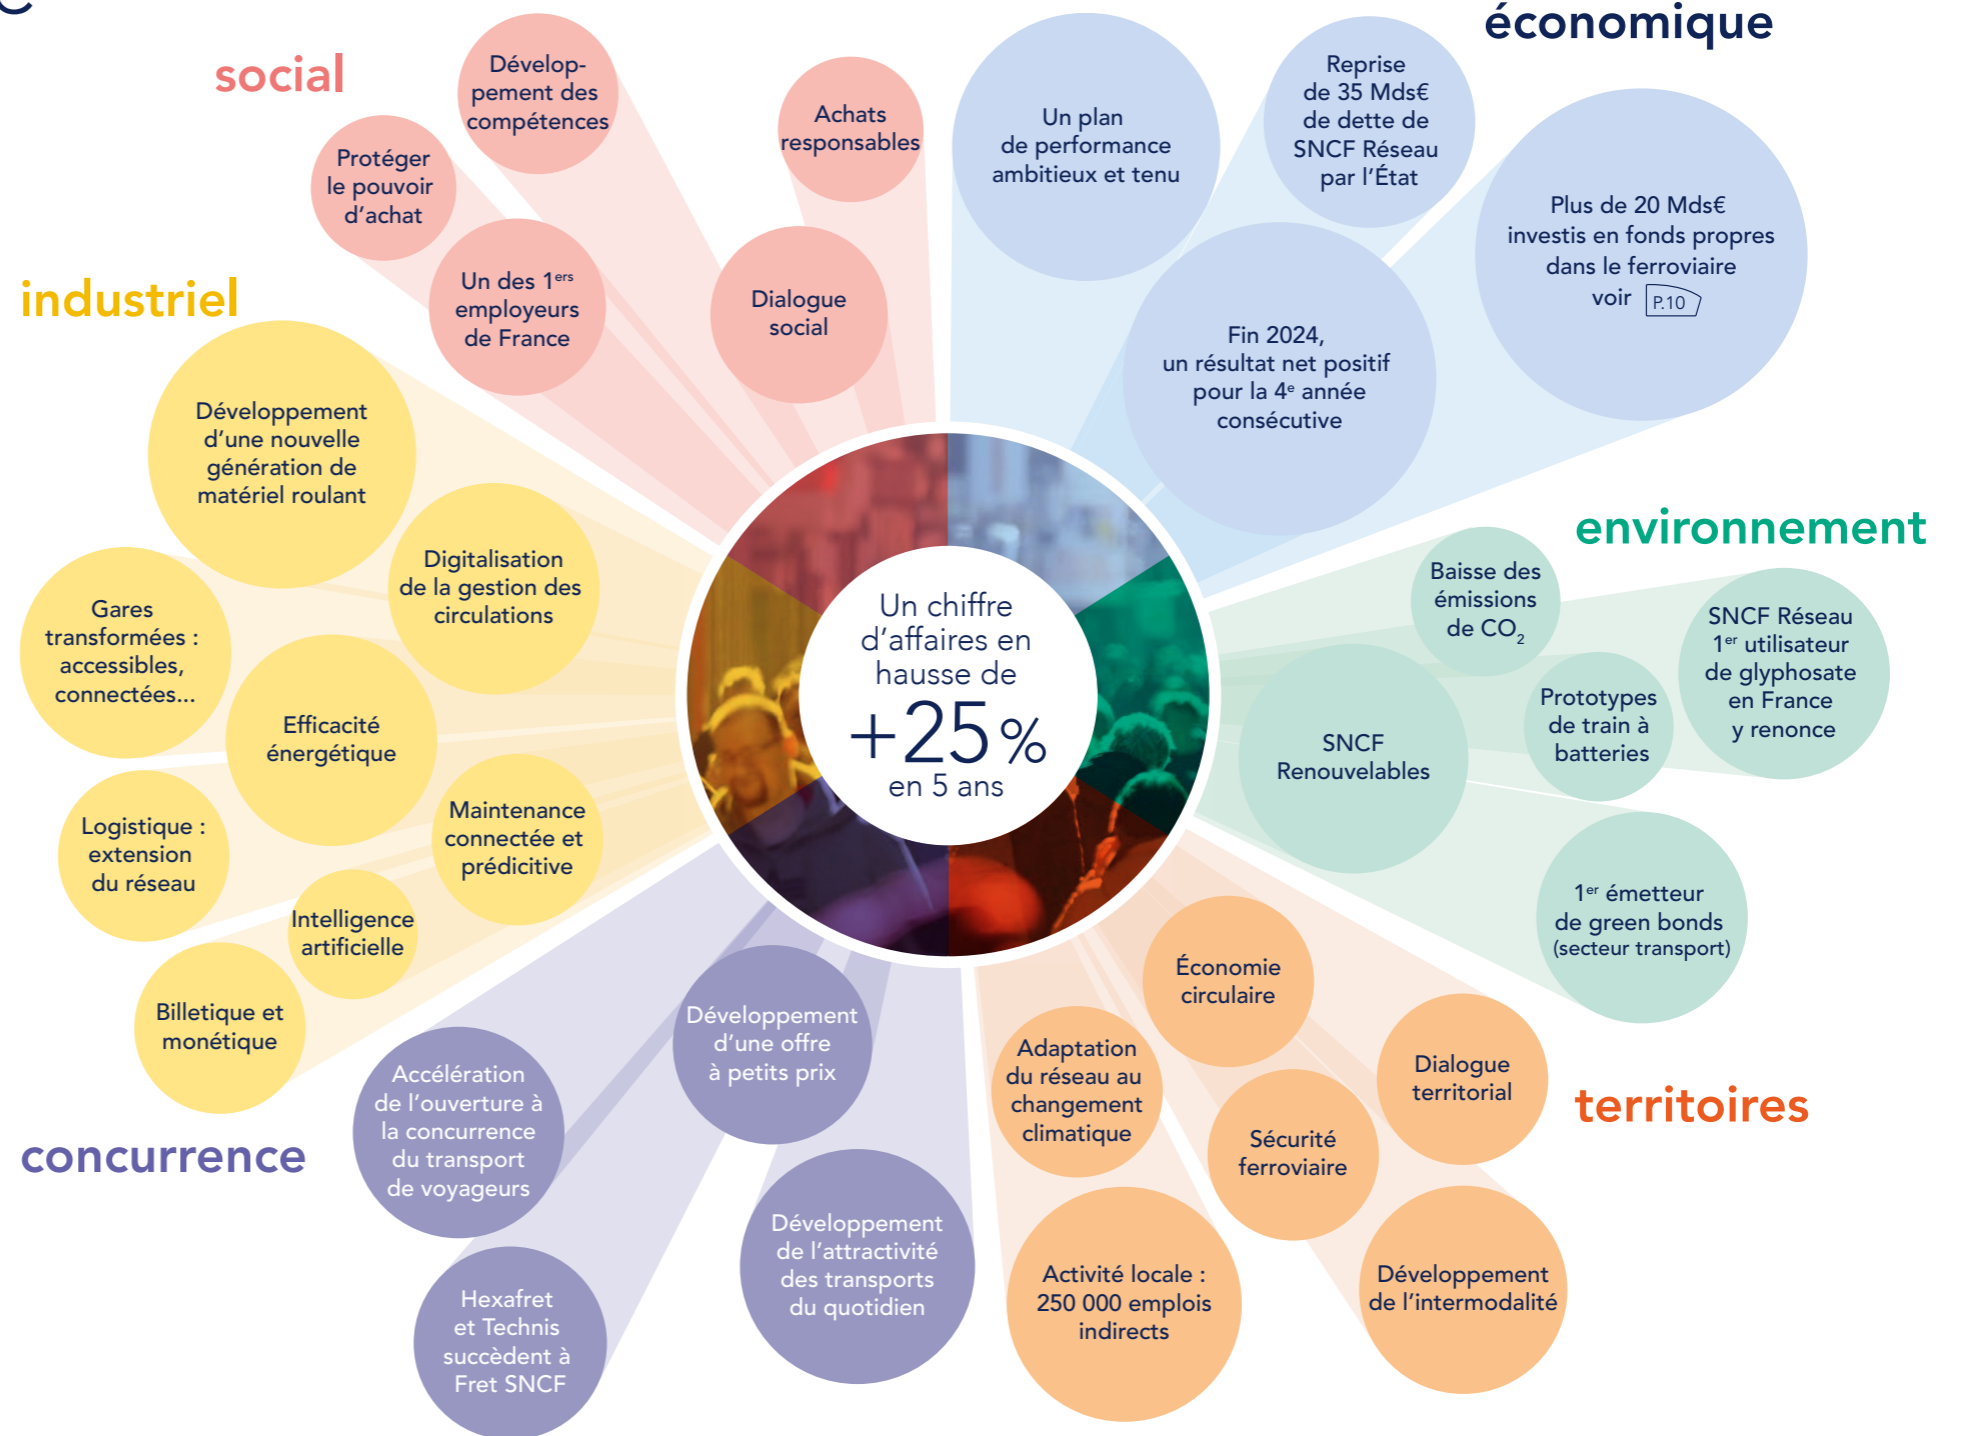 économique
Un plan
de performance
ambitieux et tenu
Reprise
de 35 Mds€
de dette de
SNCF Réseau
par l'État
Plus de 20 Mds€
investis en fonds propres
dans le ferroviaire
voir P.10
Fin 2024,
un résultat net positif
pour la 4e année
consécutive
social
Dévelop-
pement des
compétences
Achats
responsables
Protéger
le pouvoir
d'achat
Un des 1ers
employeurs
de France
Dialogue
social
industriel
Développement
d'une nouvelle
génération de
matériel roulant
Digitalisation
de la gestion des
circulations
Gares
transformées :
accessibles,
connectées...
Efficacité
énergétique
Maintenance
connectée et
prédicitive
Logistique :
extension
du réseau
Intelligence
artificielle
Billetique et
monétique
Un chiffre
d'affaires en
hausse de
+25 %
en 5 ans
environnement
Baisse des
émissions
de CO2
SNCF Réseau
1er utilisateur
de glyphosate
en France
y renonce
Prototypes
de train à
batteries
SNCF
Renouvelables
1er émetteur
de green bonds
(secteur transport)
concurrence
Accélération
de l'ouverture à
la concurrence
du transport
de voyageurs
Développement
d'une offre
à petits prix
Développement
de l'attractivité
des transports
du quotidien
Hexafret
et Technis
succèdent à
Fret SNCF
territoires
Économie
circulaire
Adaptation
du réseau au
changement
climatique
Dialogue
territorial
Sécurité
ferroviaire
Activité locale :
250 000 emplois
indirects
Développement
de l'intermodalité